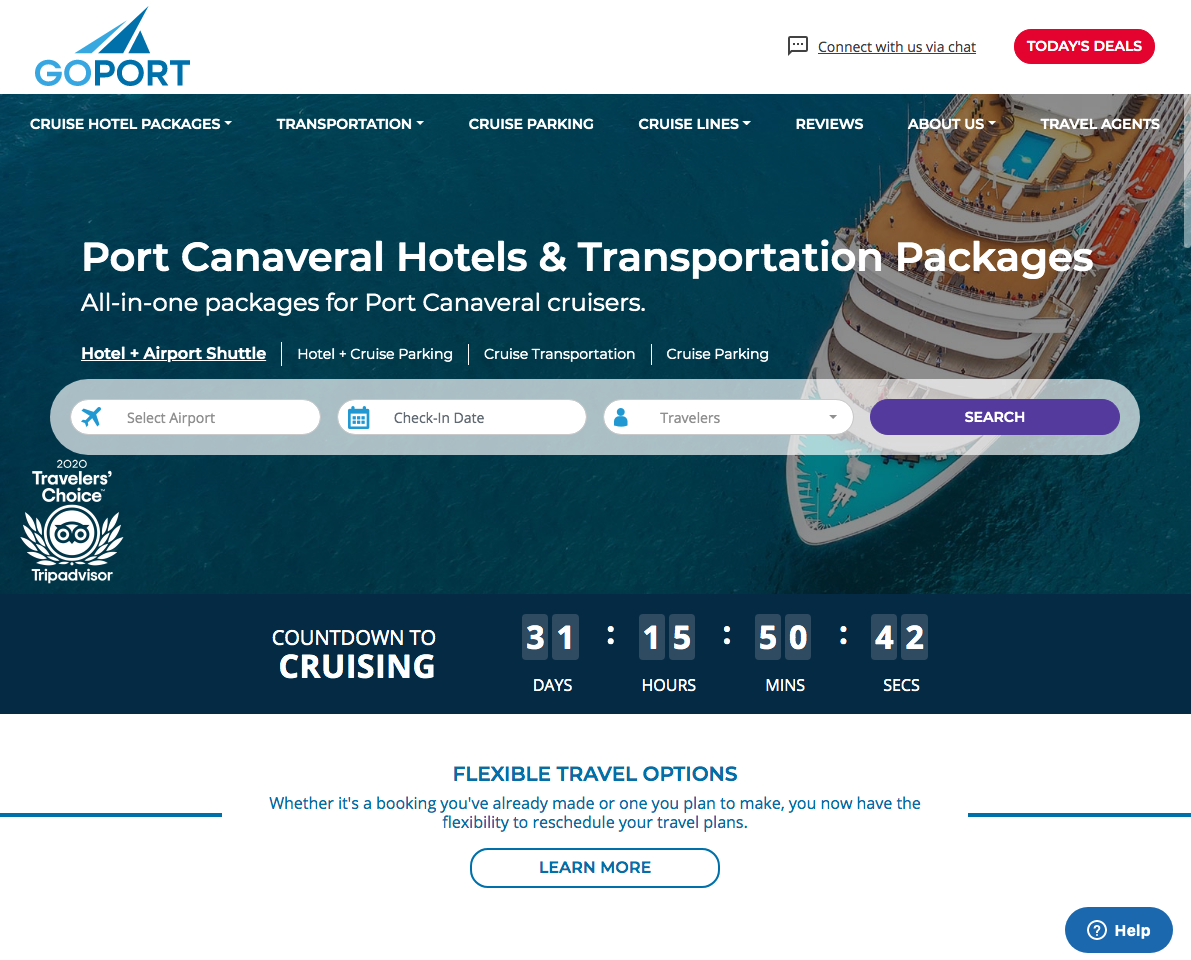 GOPORT
Connect with us via chat
TODAY'S DEALS
CRUISE HOTEL PACKAGES
TRANSPORTATION
CRUISE PARKING
CRUISE LINES
REVIEWS
ABOUT US
TRAVEL AGENTS
Port Canaveral Hotels & Transportation Packages
All-in-one packages for Port Canaveral cruisers.
Hotel + Airport Shuttle
Hotel + Cruise Parking
Cruise Transportation
Cruise Parking
Select Airport
Check-In Date
Travelers
SEARCH
2020
Travelers'
Choice™
Tripadvisor
COUNTDOWN TO
CRUISING
31 : 15 : 50 : 42
DAYS HOURS MINS SECS
FLEXIBLE TRAVEL OPTIONS
Whether it's a booking you've already made or one you plan to make, you now have the
flexibility to reschedule your travel plans.
LEARN MORE
? Help